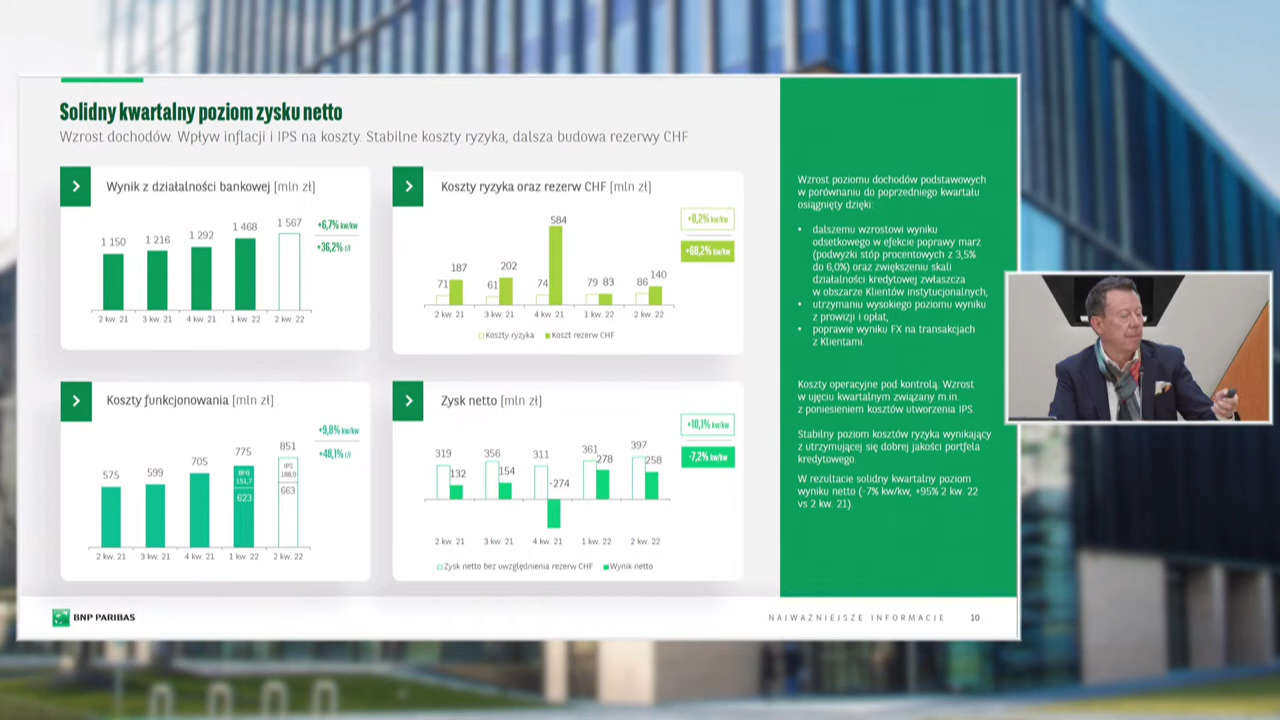 Solidny kwartalny poziom zysku netto
Wzrost dochodów. Wpływ inflacji i IPS na koszty. Stabilne koszty ryzyka, dalsza budowa rezerwy CHF
Wynik z działalności bankowej [mln zł]
1 150
1 216
1 292
1 468
1 567
+6,7% kw/kw
+36,2% r/r
2 kw. 21
3 kw. 21
4 kw. 21
1 kw. 22
2 kw. 22
Koszty ryzyka oraz rezerw CHF [mln zł]
71
187
61
202
74
584
79
83
86
140
+8,2% kw/kw
+68,2% kw/kw
2 kw. 21
3 kw. 21
4 kw. 21
1 kw. 22
2 kw. 22
Koszty ryzyka
Koszt rezerw CHF
Koszty funkcjonowania [mln zł]
575
599
705
775
851
BFG
151,7
623
IPS
188,0
663
+9,8% kw/kw
+48,1% r/r
2 kw. 21
3 kw. 21
4 kw. 21
1 kw. 22
2 kw. 22
Zysk netto [mln zł]
319
132
356
154
311
-274
361
278
397
258
+10,1% kw/kw
-7,2% kw/kw
2 kw. 21
3 kw. 21
4 kw. 21
1 kw. 22
2 kw. 22
Zysk netto bez uwzględnienia rezerw CHF
Wynik netto
Wzrost poziomu dochodów podstawowych
w porównaniu do poprzedniego kwartału
osiągnięty dzięki:
• dalszemu wzrostowi wyniku
odsetkowego w efekcie poprawy marż
(podwyżki stóp procentowych z 3,5%
do 6,0%) oraz zwiększeniu skali
działalności kredytowej zwłaszcza
w obszarze Klientów instytucjonalnych,
• utrzymaniu wysokiego poziomu wyniku
z prowizji i opłat,
• poprawie wyniku FX na transakcjach
z Klientami.
Koszty operacyjne pod kontrolą. Wzrost
w ujęciu kwartalnym związany m.in.
z poniesieniem kosztów utworzenia IPS.
Stabilny poziom kosztów ryzyka wynikający
z utrzymującej się dobrej jakości portfela
kredytowego.
W rezultacie solidny kwartalny poziom
wyniku netto (-7% kw/kw, +95% 2 kw. 22
vs 2 kw. 21).
BNP PARIBAS
NAJWAŻNIEJSZE INFORMACJE
10